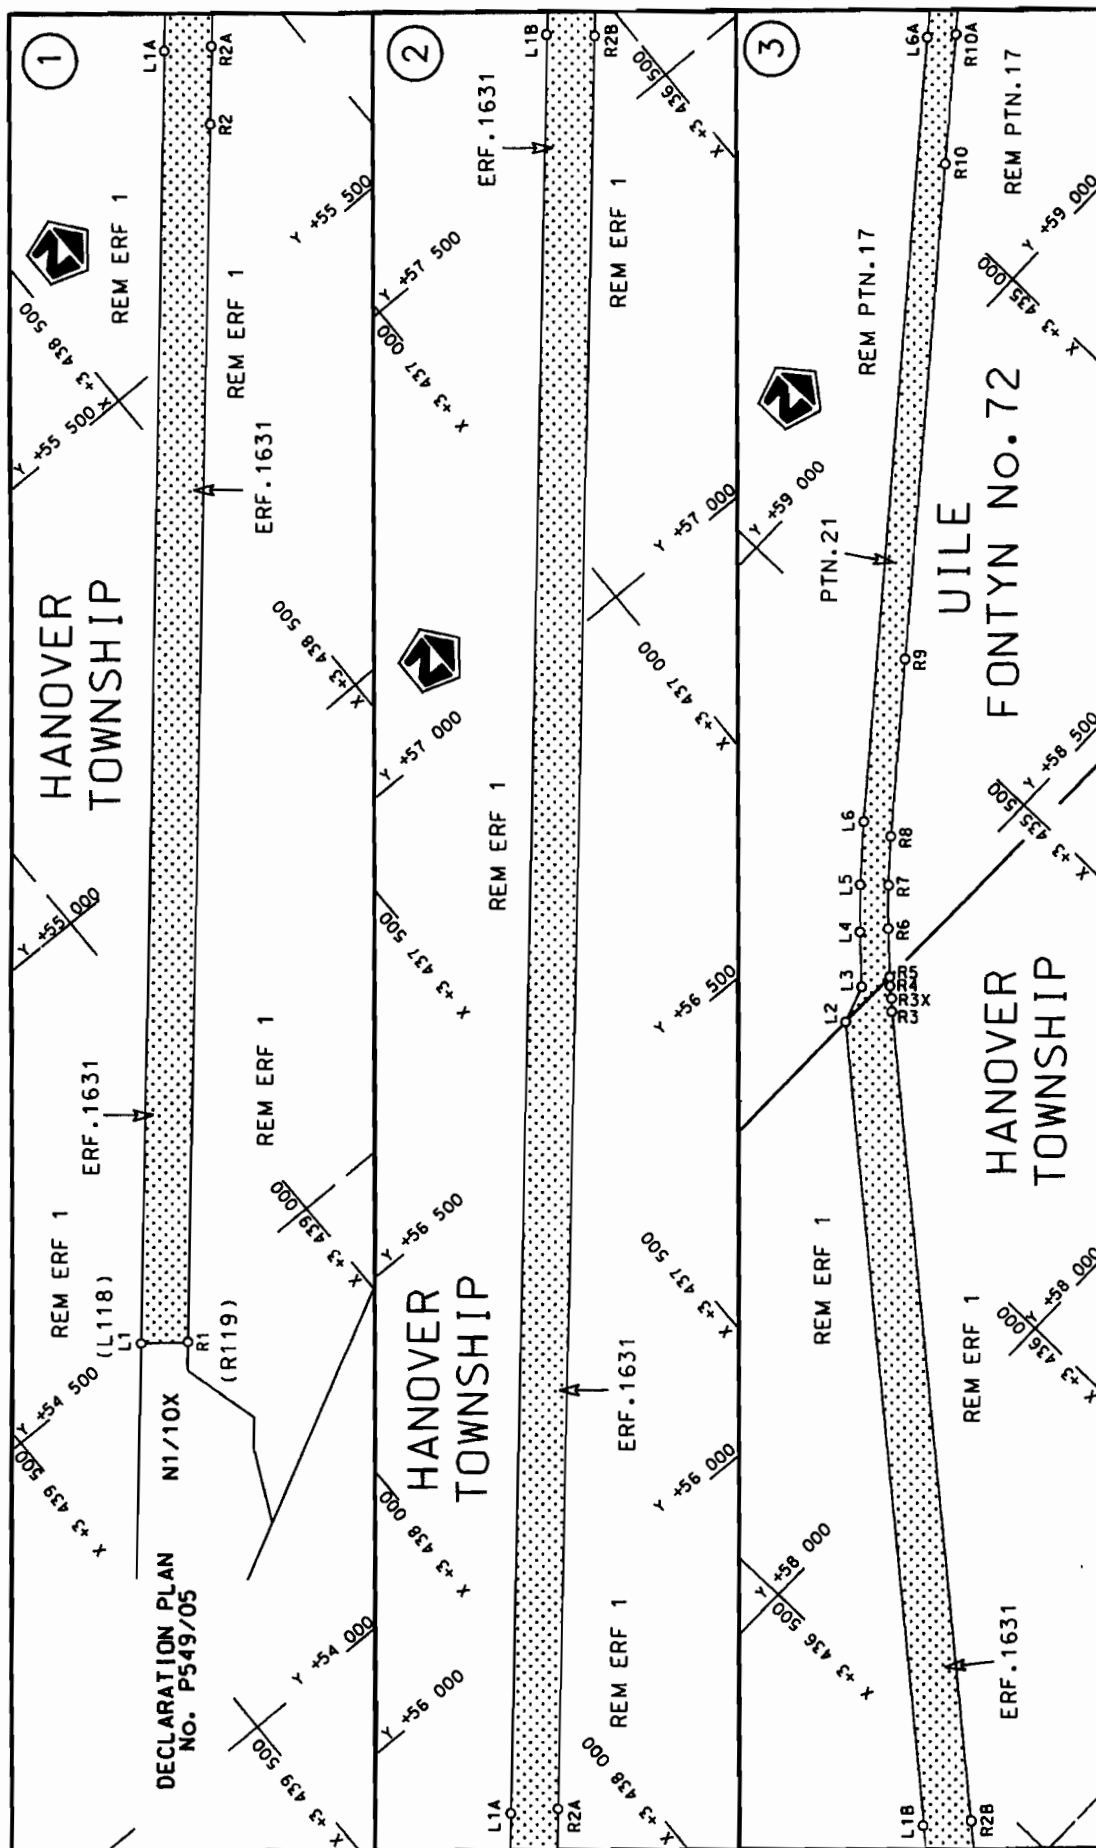 1
HANOVER
TOWNSHIP
DECLARATION PLAN
No. P549/05
N1/10X
L1
(L118)
R1
(R119)
REM ERF 1
ERF.1631
REM ERF 1
ERF.1631
REM ERF 1
REM ERF 1
L1A
R2A
R2
X +3 439 500
Y +54 500
X +3 439 500
Y +54 000
Y +55 000
X +3 439 000
Y +55 500
X +3 438 500
X +3 438 500
Y +55 500
2
HANOVER
TOWNSHIP
L1A
R2A
REM ERF 1
ERF.1631
REM ERF 1
REM ERF 1
REM ERF 1
ERF.1631
L1B
R2B
Y +56 000
X +3 438 000
X +3 438 000
Y +56 000
Y +56 500
X +3 437 500
X +3 437 500
Y +56 500
Y +57 000
X +3 437 000
X +3 437 000
Y +57 000
Y +57 500
X +3 436 500
3
HANOVER
TOWNSHIP
UILE
FONTYN No. 72
L1B
R2B
ERF.1631
REM ERF 1
REM ERF 1
L2
L3
L4
L5
L6
R3
R3X
R4
R5
R6
R7
R8
R9
PTN.21
REM PTN.17
REM PTN.17
R10
L6A
R10A
X +3 436 500
Y +58 000
X +3 436 000
Y +58 000
X +3 435 500
Y +58 500
Y +59 000
X +3 435 000
Y +59 000